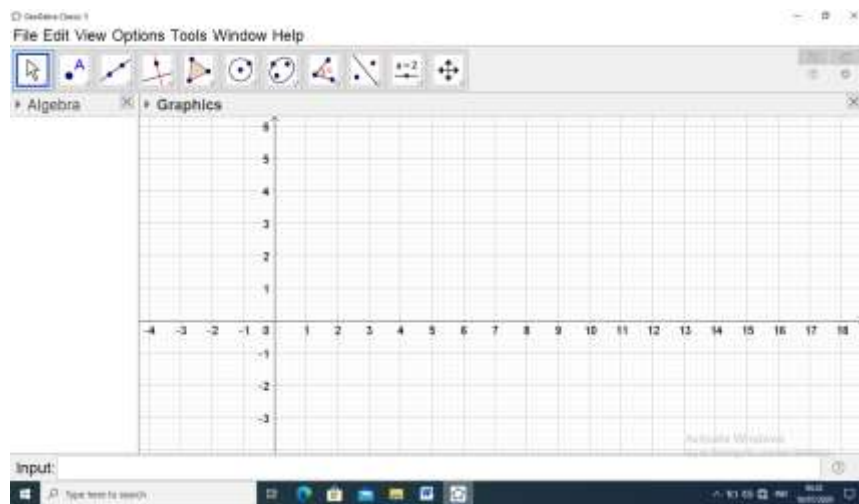 GeoGebra Classic 5
File Edit View Options Tools Window Help
A
a=2
Algebra
Graphics
6
5
4
3
2
1
-4 -3 -2 -1 0 1 2 3 4 5 6 7 8 9 10 11 12 13 14 15 16 17 18
-1
-2
-3
Activate Windows
Input:
Type here to search